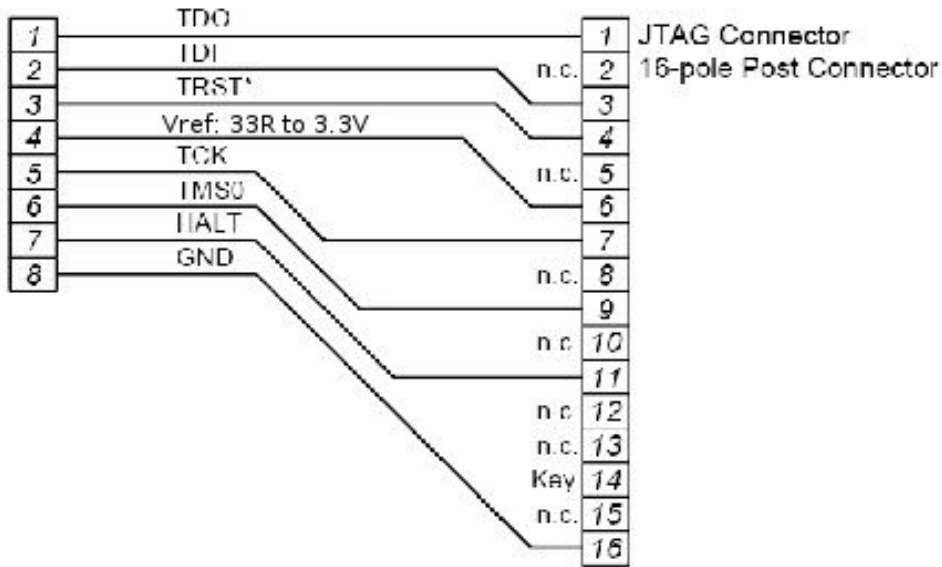 TDO
1 1 JTAG Connector
TDI
2 n.c. 2 16-pole Post Connector
TRST*
3 3
Vref: 33R to 3.3V
4 4
TCK
5 n.c. 5
TMS0
6 6
HALT
7 7
GND
8 n.c. 8
9
n c 10
11
n c 12
n.c. 13
Key 14
n.c. 15
16